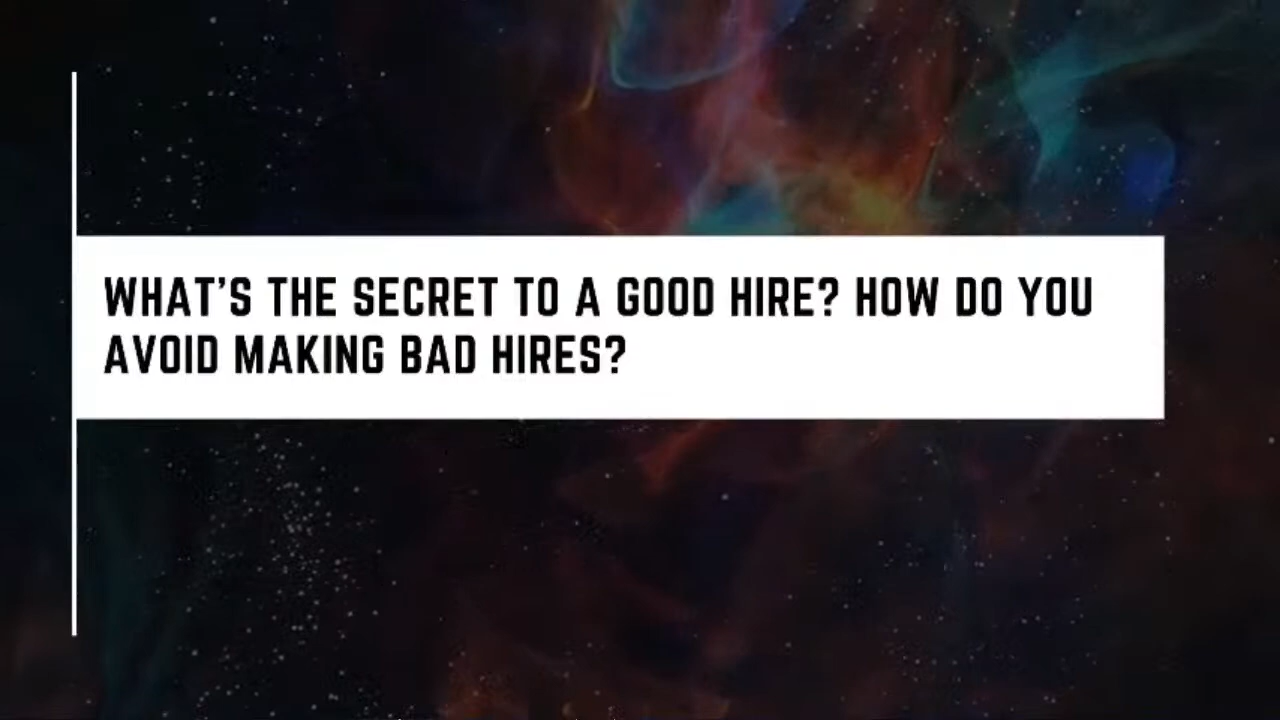 WHAT’S THE SECRET TO A GOOD HIRE? HOW DO YOU
AVOID MAKING BAD HIRES?